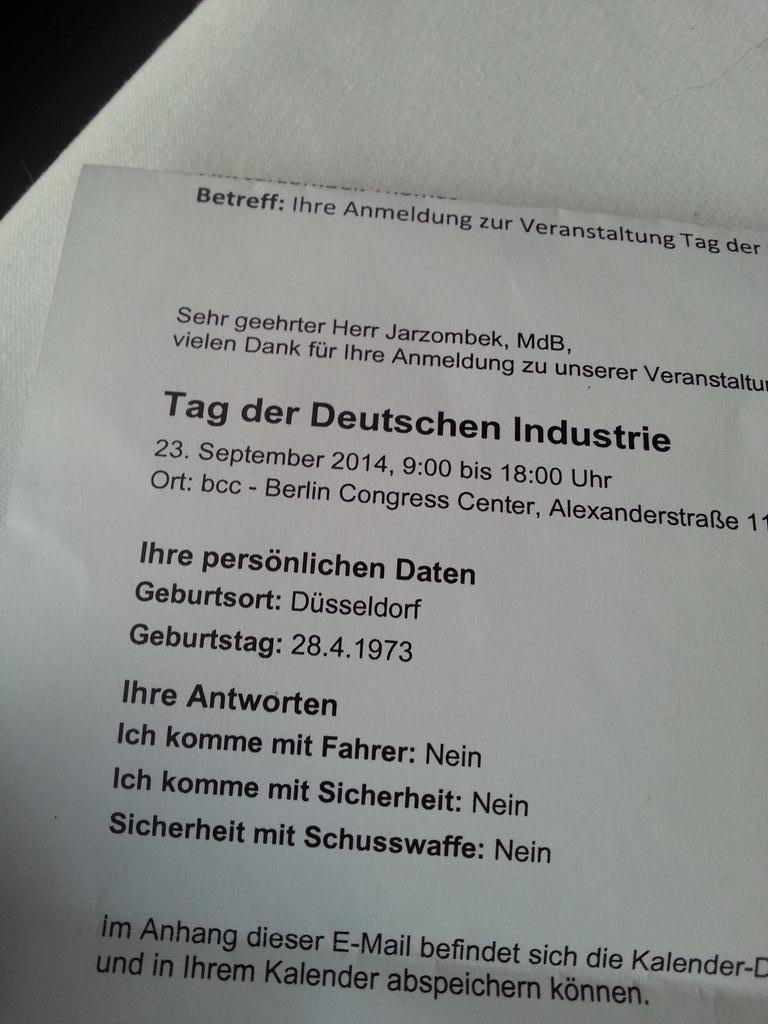 Betreff: Ihre Anmeldung zur Veranstaltung Tag der
Sehr geehrter Herr Jarzombek, MdB,
vielen Dank für Ihre Anmeldung zu unserer Veranstaltu
Tag der Deutschen Industrie
23. September 2014, 9:00 bis 18:00 Uhr
Ort: bcc - Berlin Congress Center, Alexanderstraße 11
Ihre persönlichen Daten
Geburtsort: Düsseldorf
Geburtstag: 28.4.1973
Ihre Antworten
Ich komme mit Fahrer: Nein
Ich komme mit Sicherheit: Nein
Sicherheit mit Schusswaffe: Nein
im Anhang dieser E-Mail befindet sich die Kalender-D
und in Ihrem Kalender abspeichern können.